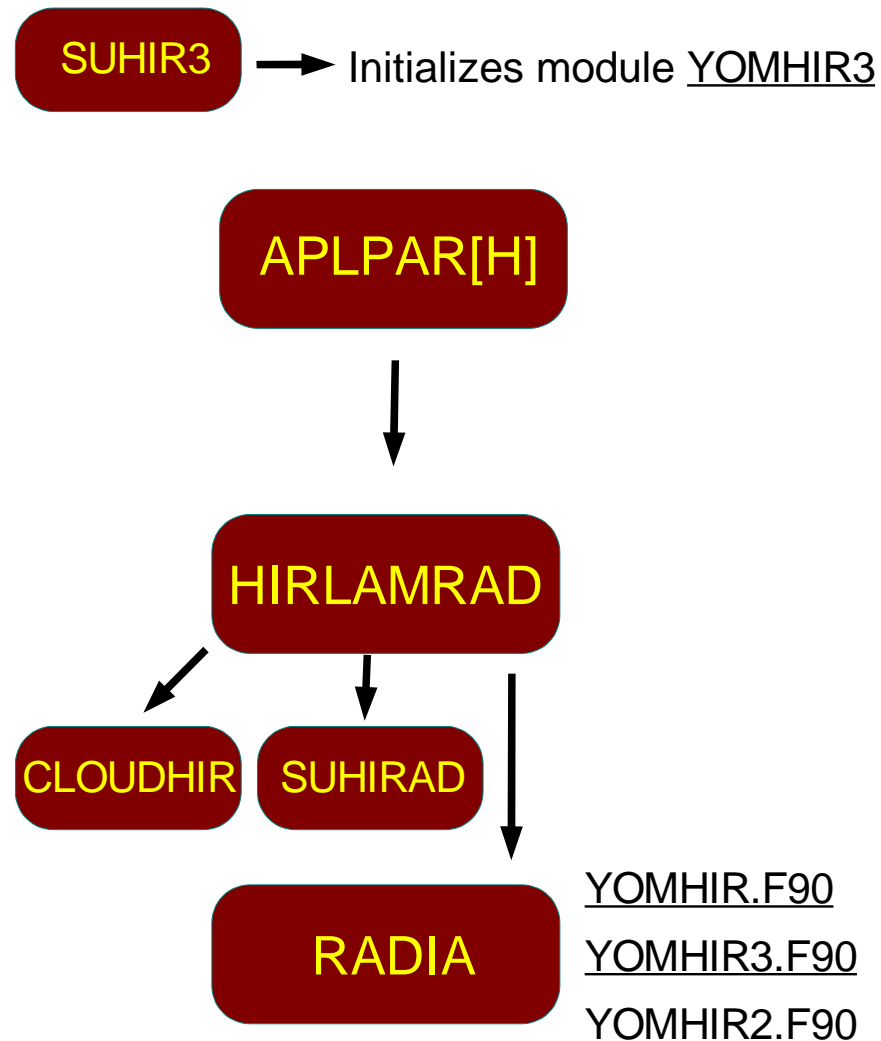 SUHIR3
Initializes module YOMHIR3
APLPAR[H]
HIRLAMRAD
CLOUDHIR
SUHIRAD
RADIA
YOMHIR.F90
YOMHIR3.F90
YOMHIR2.F90